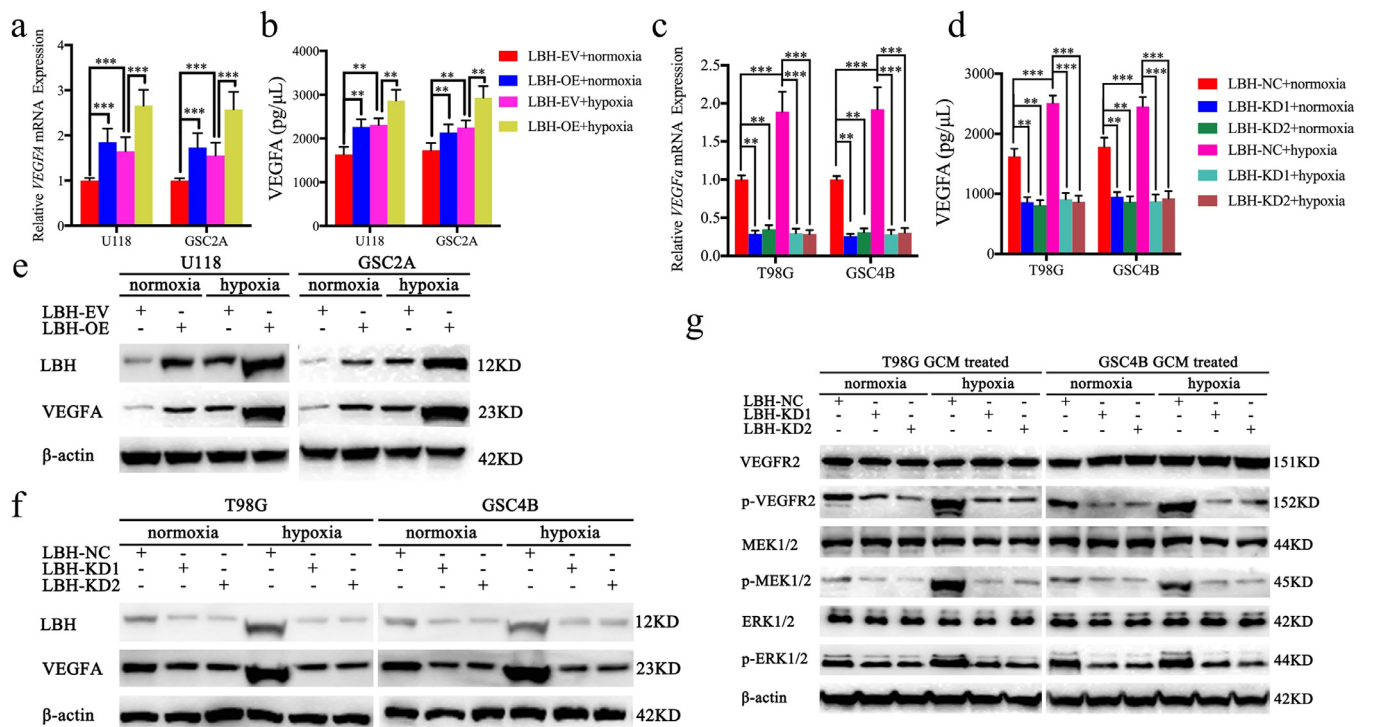 a
Relative VEGFA mRNA Expression
4
3
2
1
0
*** *** ***
*** *** ***
U118 GSC2A
b
VEGFA (pg/μL)
4000
3000
2000
1000
0
** ** **
*** ** **
U118 GSC2A
LBH-EV+normoxia
LBH-OE+normoxia
LBH-EV+hypoxia
LBH-OE+hypoxia
c
Relative VEGFa mRNA Expression
2.5
2.0
1.5
1.0
0.5
0.0
*** *** *** ** **
*** *** *** ** **
T98G GSC4B
d
VEGFA (pg/μL)
3000
2000
1000
0
*** *** *** ** **
*** *** *** ** **
T98G GSC4B
LBH-NC+normoxia
LBH-KD1+normoxia
LBH-KD2+normoxia
LBH-NC+hypoxia
LBH-KD1+hypoxia
LBH-KD2+hypoxia
e
U118 GSC2A
normoxia hypoxia normoxia hypoxia
LBH-EV + - + - + - + -
LBH-OE - + - + - + - +
LBH 12KD
VEGFA 23KD
β-actin 42KD
f
T98G GSC4B
normoxia hypoxia normoxia hypoxia
LBH-NC + - - + - - + - - + - -
LBH-KD1 - + - - + - - + - - + -
LBH-KD2 - - + - - + - - + - - +
LBH 12KD
VEGFA 23KD
β-actin 42KD
g
T98G GCM treated GSC4B GCM treated
normoxia hypoxia normoxia hypoxia
LBH-NC + - - + - - + - - + - -
LBH-KD1 - + - - + - - + - - + -
LBH-KD2 - - + - - + - - + - - +
VEGFR2 151KD
p-VEGFR2 152KD
MEK1/2 44KD
p-MEK1/2 45KD
ERK1/2 42KD
p-ERK1/2 44KD
β-actin 42KD